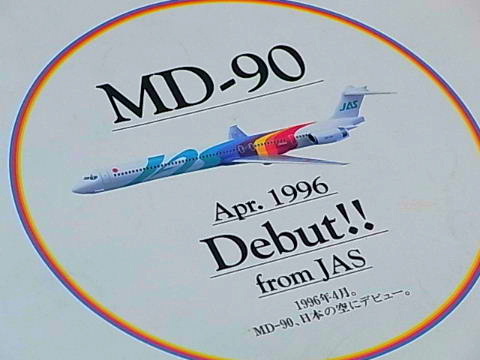 MD-90
JAS
Apr. 1996
Debut!!
from JAS
1996年4月。
MD-90、日本の空にデビュー。